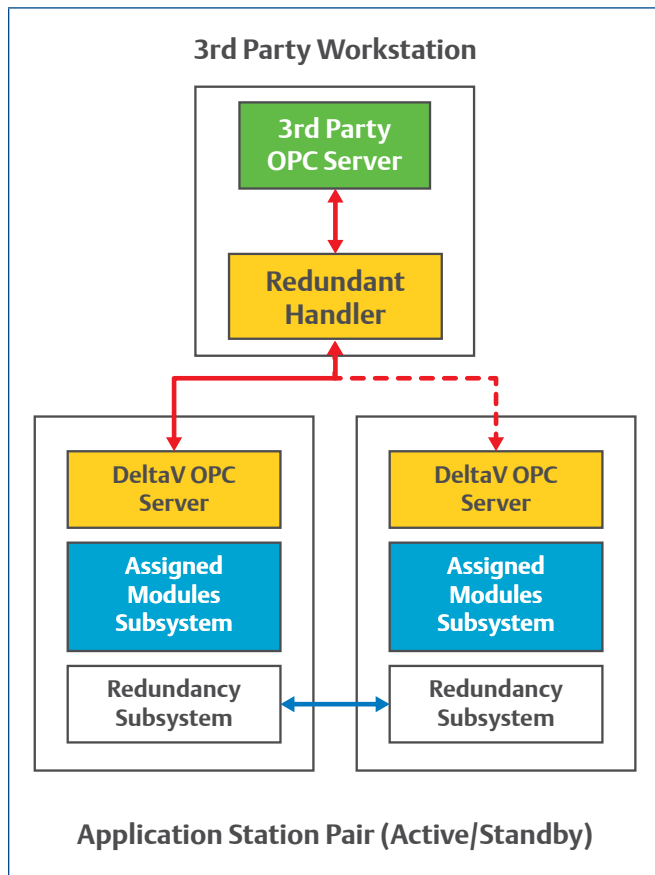 3rd Party Workstation
3rd Party
OPC Server
Redundant
Handler
DeltaV OPC
Server
Assigned
Modules
Subsystem
Redundancy
Subsystem
DeltaV OPC
Server
Assigned
Modules
Subsystem
Redundancy
Subsystem
Application Station Pair (Active/Standby)